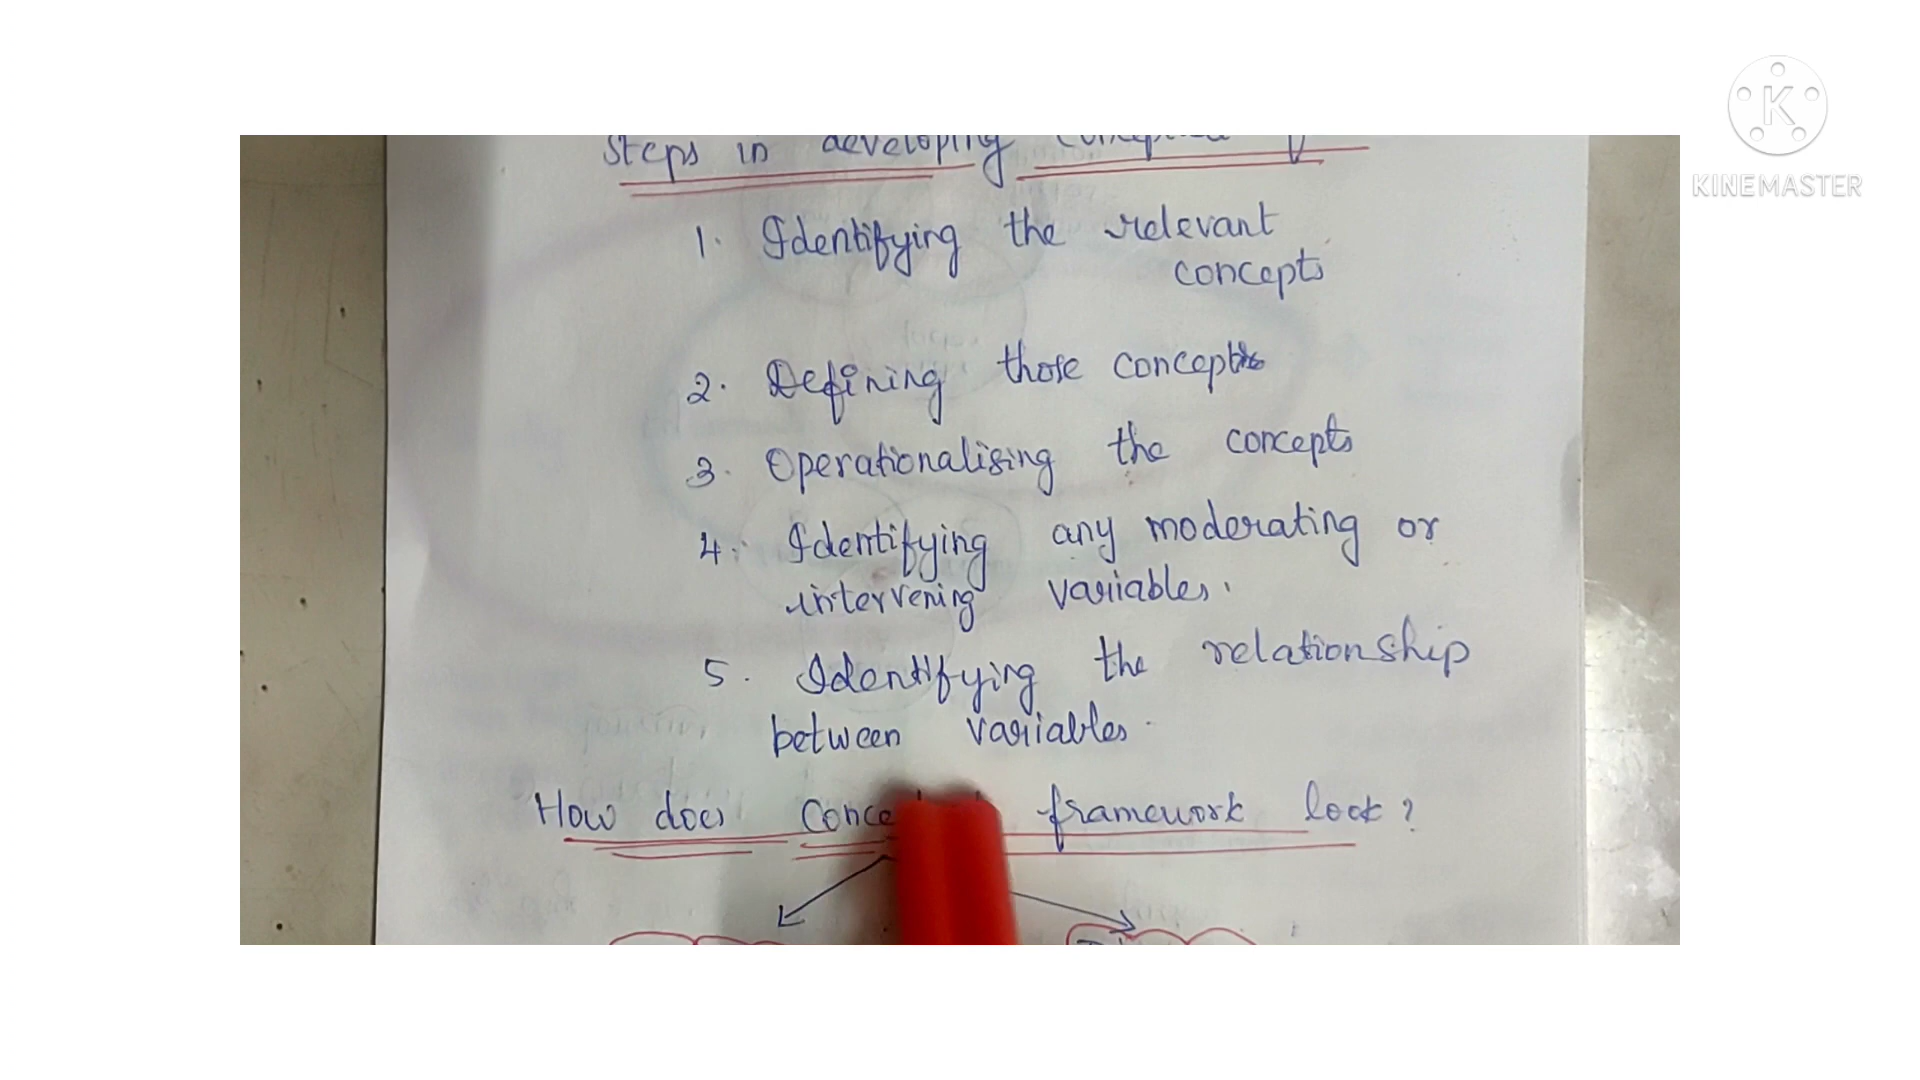 Steps in developing
1. Identifying the relevant
concepts
2. Defining those concepts
3. Operationalising the concepts
4. Identifying any moderating or
intervening variables.
5. Identifying the relationship
between variables.
How does framework look?
K
KINEMASTER